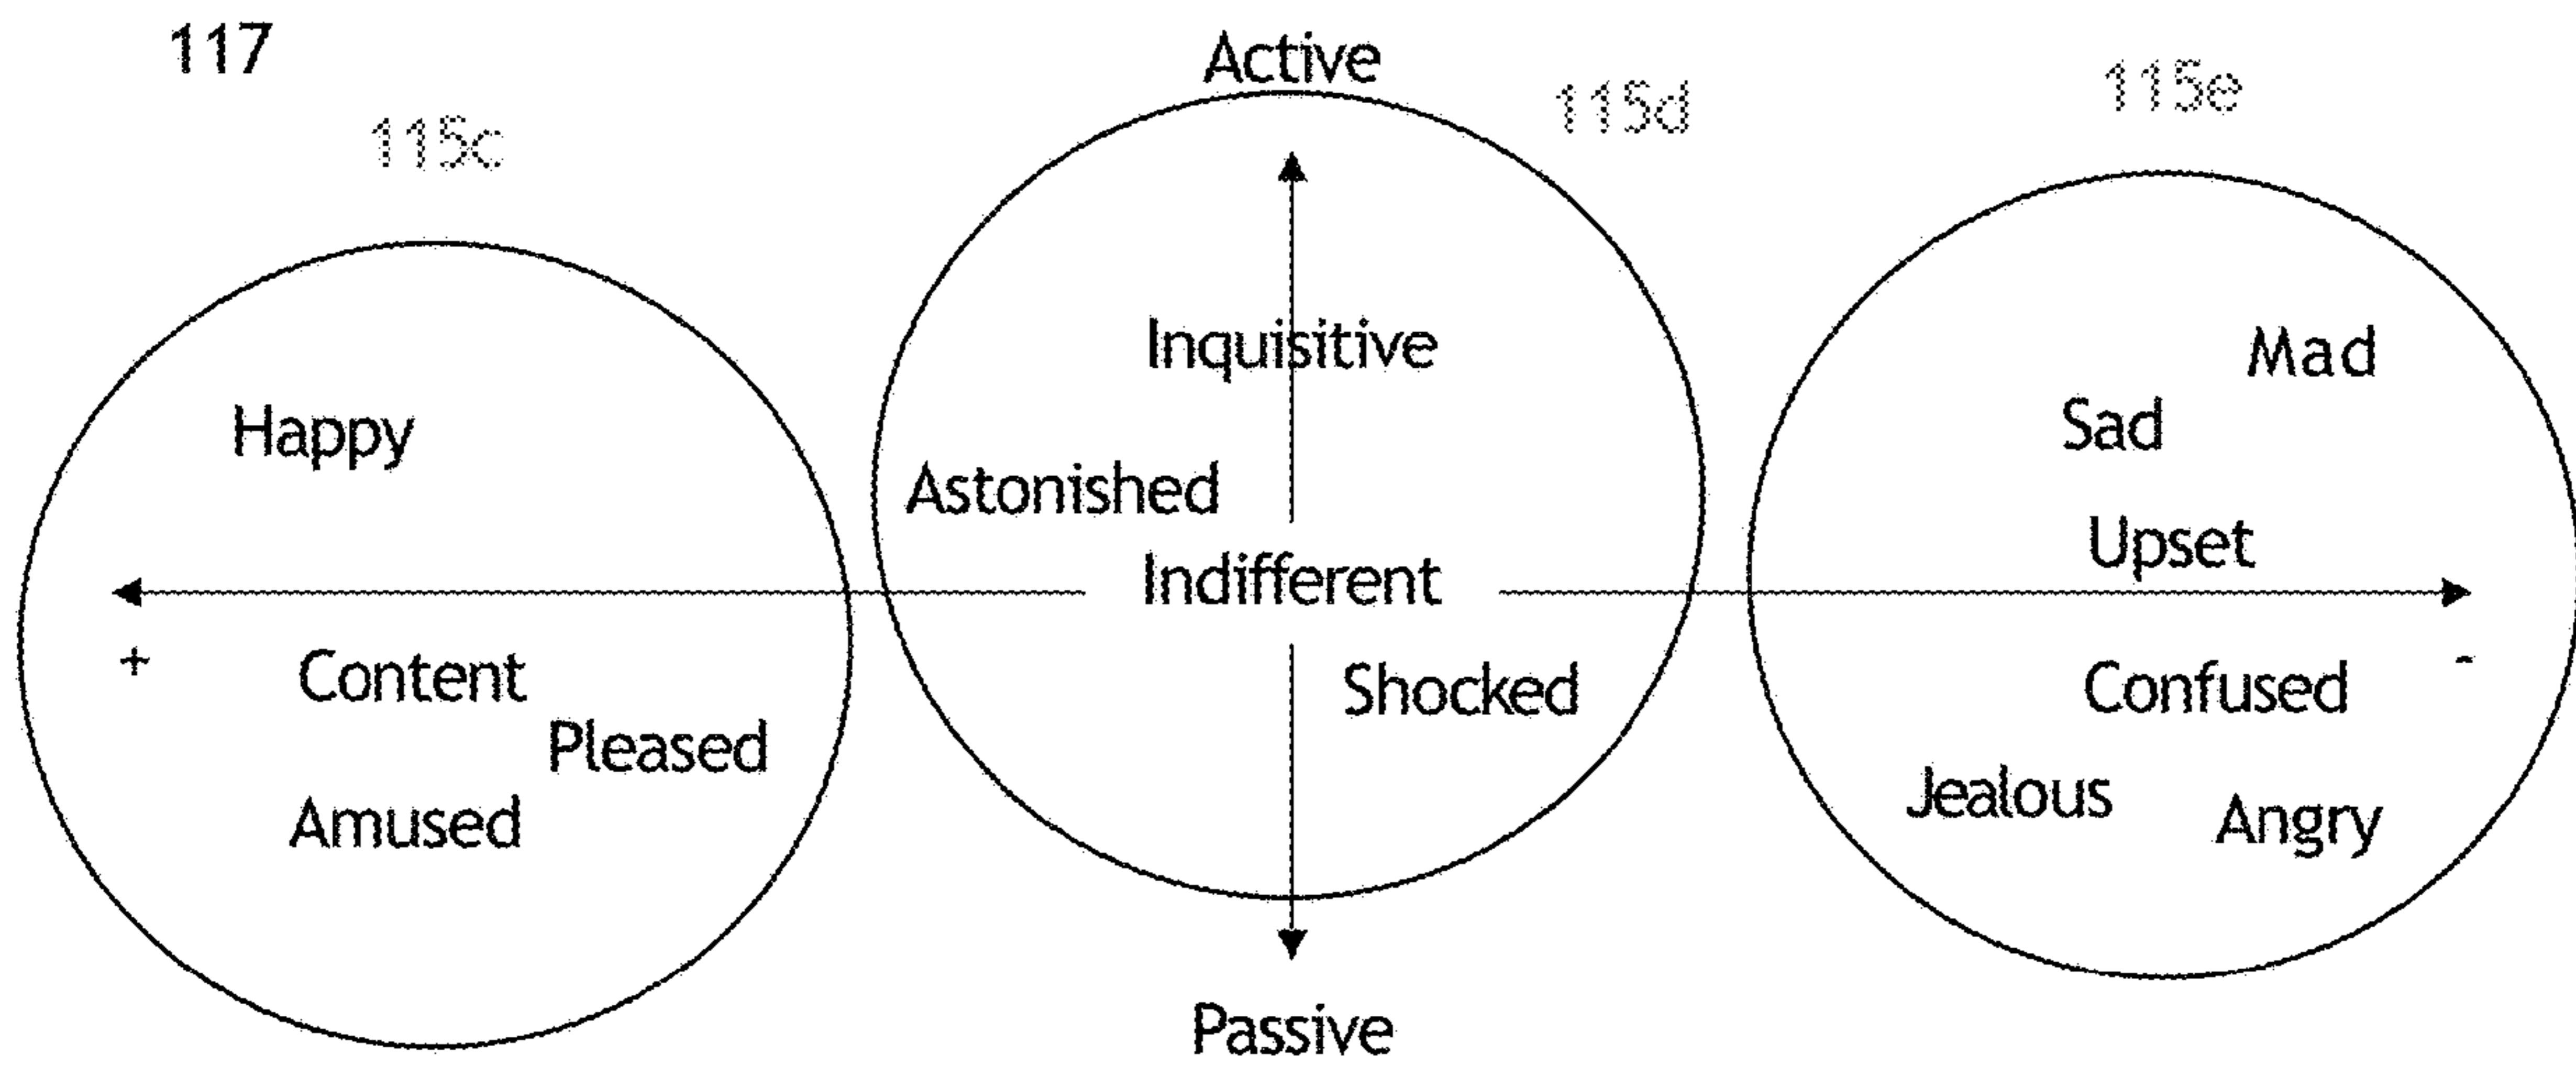 117
Active
115c
115d
115e
Happy
Content
Pleased
Amused
+
Inquisitive
Astonished
Indifferent
Shocked
Mad
Sad
Upset
Confused
Jealous
Angry
-
Passive